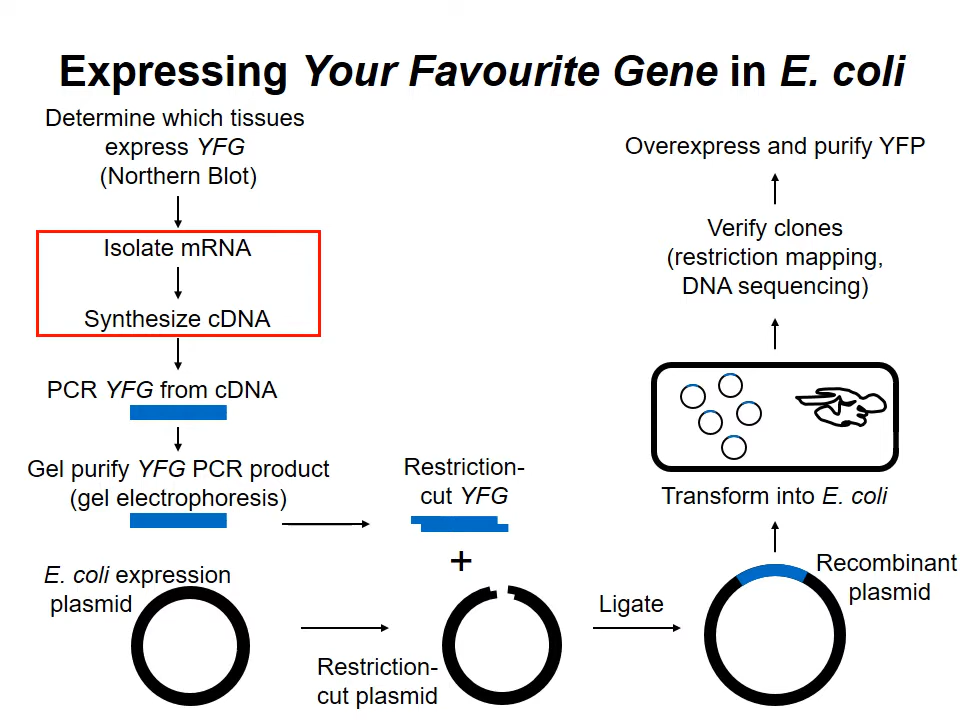 Expressing Your Favourite Gene in E. coli
Determine which tissues
express YFG
(Northern Blot)
Isolate mRNA
Synthesize cDNA
PCR YFG from cDNA
Gel purify YFG PCR product
(gel electrophoresis)
Restriction-
cut YFG
+
E. coli expression
plasmid
Restriction-
cut plasmid
Ligate
Recombinant
plasmid
Transform into E. coli
Verify clones
(restriction mapping,
DNA sequencing)
Overexpress and purify YFP